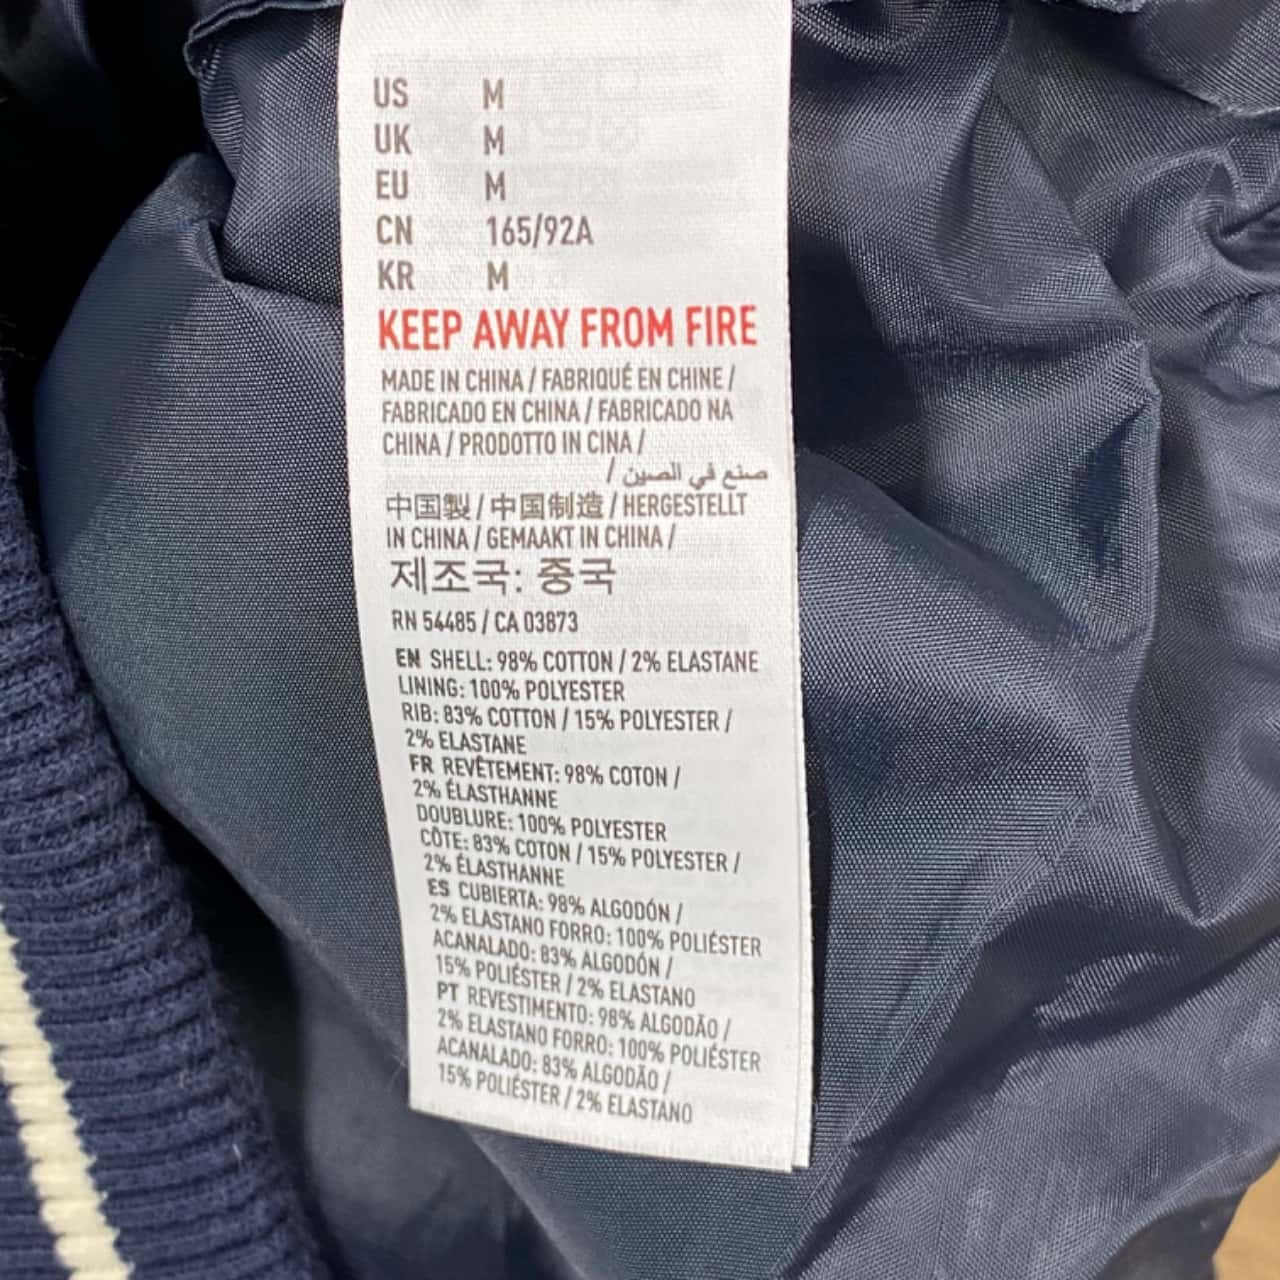 US M
UK M
EU M
CN 165/92A
KR M
KEEP AWAY FROM FIRE
MADE IN CHINA / FABRIQUÉ EN CHINE /
FABRICADO EN CHINA / FABRICADO NA
CHINA / PRODOTTO IN CINA /
صنع في الصين /
中国製 / 中国制造 / HERGESTELLT
IN CHINA / GEMAAKT IN CHINA /
제조국: 중국
RN 54485 / CA 03873
EN SHELL: 98% COTTON / 2% ELASTANE
LINING: 100% POLYESTER
RIB: 83% COTTON / 15% POLYESTER /
2% ELASTANE
FR REVÊTEMENT: 98% COTON /
2% ÉLASTHANNE
DOUBLURE: 100% POLYESTER
CÔTE: 83% COTON / 15% POLYESTER /
2% ÉLASTHANNE
ES CUBIERTA: 98% ALGODÓN /
2% ELASTANO FORRO: 100% POLIÉSTER
ACANALADO: 83% ALGODÓN /
15% POLIÉSTER / 2% ELASTANO
PT REVESTIMENTO: 98% ALGODÃO /
2% ELASTANO FORRO: 100% POLIÉSTER
ACANALADO: 83% ALGODÃO /
15% POLIÉSTER / 2% ELASTANO